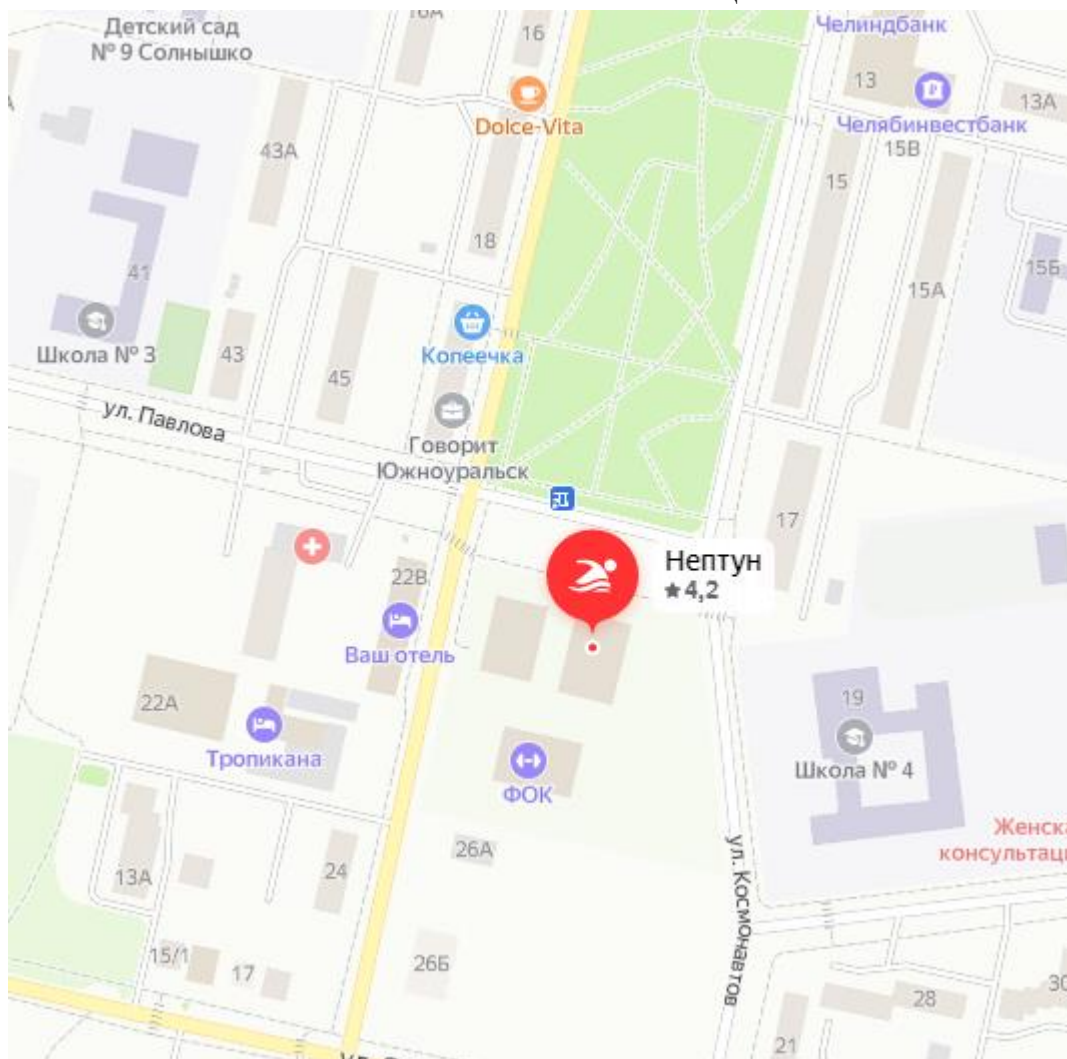 16А
Детский сад
№ 9 Солнышко
16
Челиндбанк
13
13А
Dolce-Vita
Челябинвестбанк
43А
15В
15
18
41
15Б
15А
Школа № 3
43
45
Копеечка
ул. Павлова
Говорит
Южноуральск
17
22В
Нептун
4,2
Ваш отель
22А
19
Тропикана
ФОК
Школа № 4
26А
Женска
консультац
13А
24
ул. Космонавтов
15/1
17
26Б
28
30
21